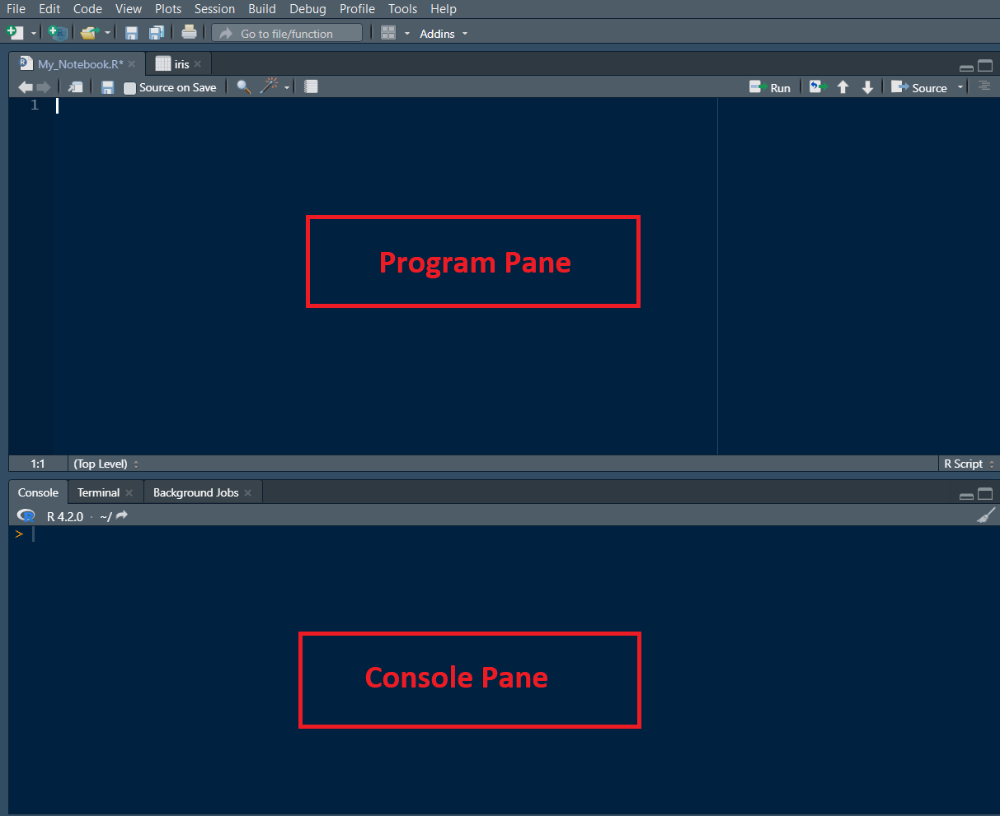 File Edit Code View Plots Session Build Debug Profile Tools Help
Go to file/function Addins
My_Notebook.R* iris
Source on Save Run Source
1
Program Pane
1:1 (Top Level) R Script
Console Terminal Background Jobs
R 4.2.0 · ~/
>
Console Pane